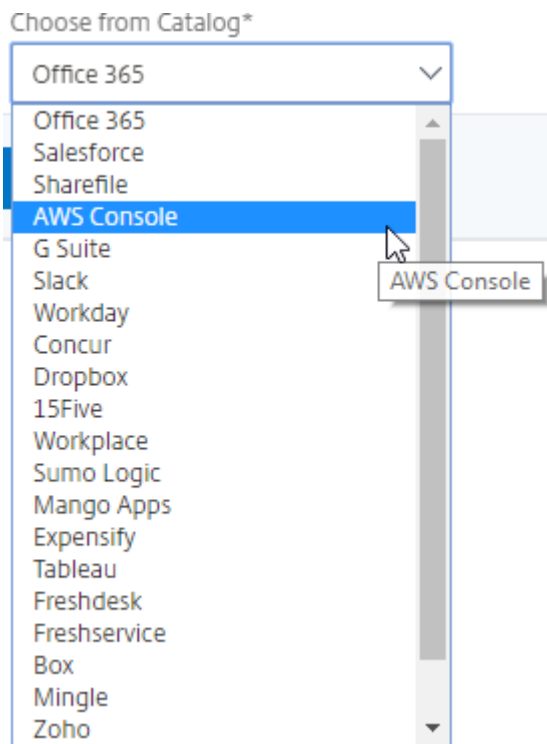 Choose from Catalog*
Office 365
Office 365
Salesforce
Sharefile
AWS Console
G Suite
AWS Console
Slack
Workday
Concur
Dropbox
15Five
Workplace
Sumo Logic
Mango Apps
Expensify
Tableau
Freshdesk
Freshservice
Box
Mingle
Zoho